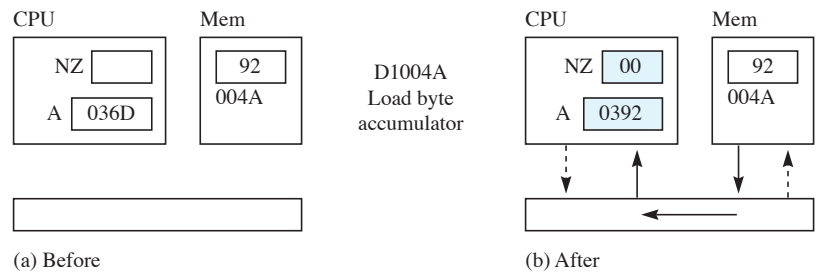 CPU
Mem
NZ
92
004A
A 036D
D1004A
Load byte
accumulator
CPU
Mem
NZ 00
92
004A
A 0392
(a) Before
(b) After